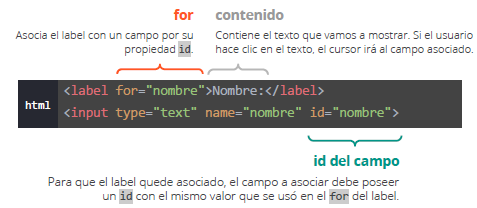 for
Asocia el label con un campo por su
propiedad id.
contenido
Contiene el texto que vamos a mostrar. Si el usuario
hace clic en el texto, el cursor irá al campo asociado.
html
<label for="nombre">Nombre:</label>
<input type="text" name="nombre" id="nombre">
id del campo
Para que el label quede asociado, el campo a asociar debe poseer
un id con el mismo valor que se usó en el for del label.